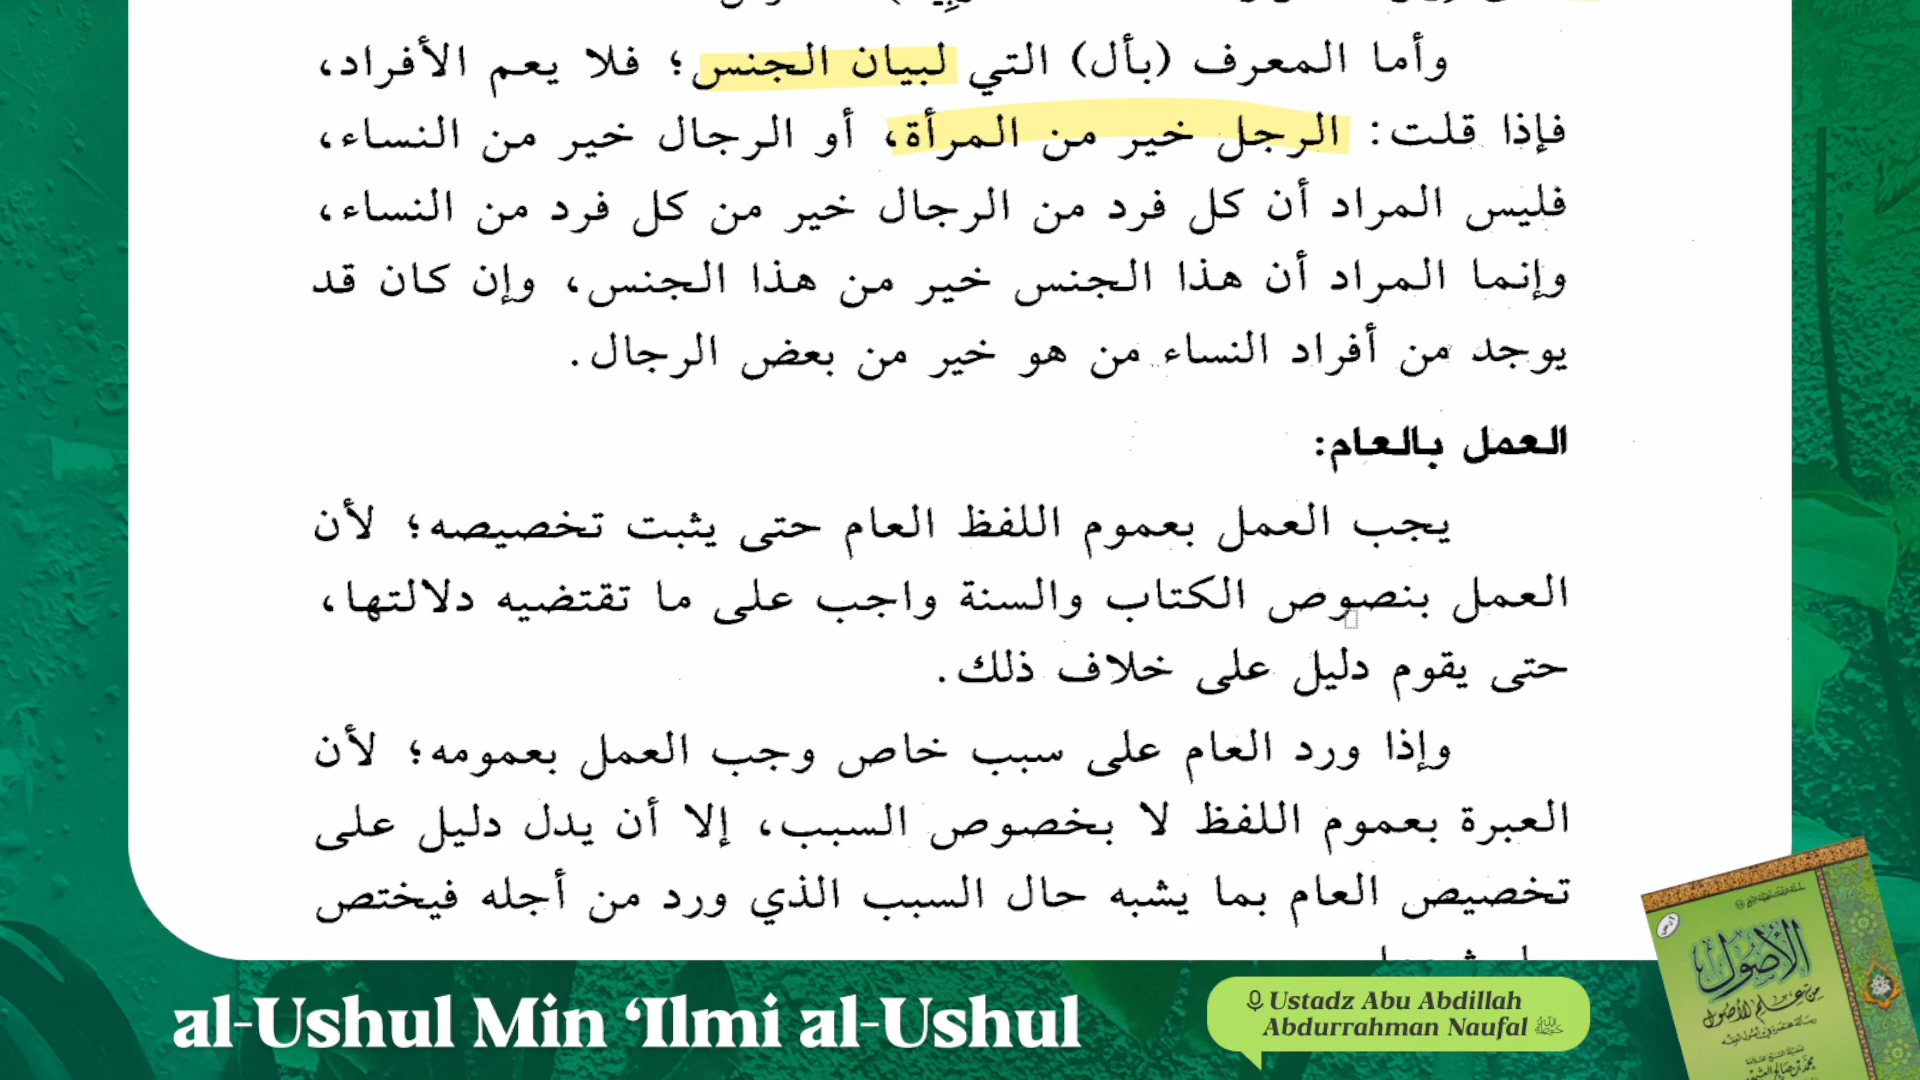 وأما المعرف (بأل) التي لبيان الجنس؛ فلا يعم الأفراد،
فإذا قلت: الرجل خير من المرأة، أو الرجال خير من النساء،
فليس المراد أن كل فرد من الرجال خير من كل فرد من النساء،
وإنما المراد أن هذا الجنس خير من هذا الجنس، وإن كان قد
يوجد من أفراد النساء من هو خير من بعض الرجال.
العمل بالعام:
يجب العمل بعموم اللفظ العام حتى يثبت تخصيصه؛ لأن
العمل بنصوص الكتاب والسنة واجب على ما تقتضيه دلالتها،
حتى يقوم دليل على خلاف ذلك.
وإذا ورد العام على سبب خاص وجب العمل بعمومه؛ لأن
العبرة بعموم اللفظ لا بخصوص السبب، إلا أن يدل دليل على
تخصيص العام بما يشبه حال السبب الذي ورد من أجله فيختص
al-Ushul Min ‘Ilmi al-Ushul
Ustadz Abu Abdillah
Abdurrahman Naufal
الأصول
من علم الأصول